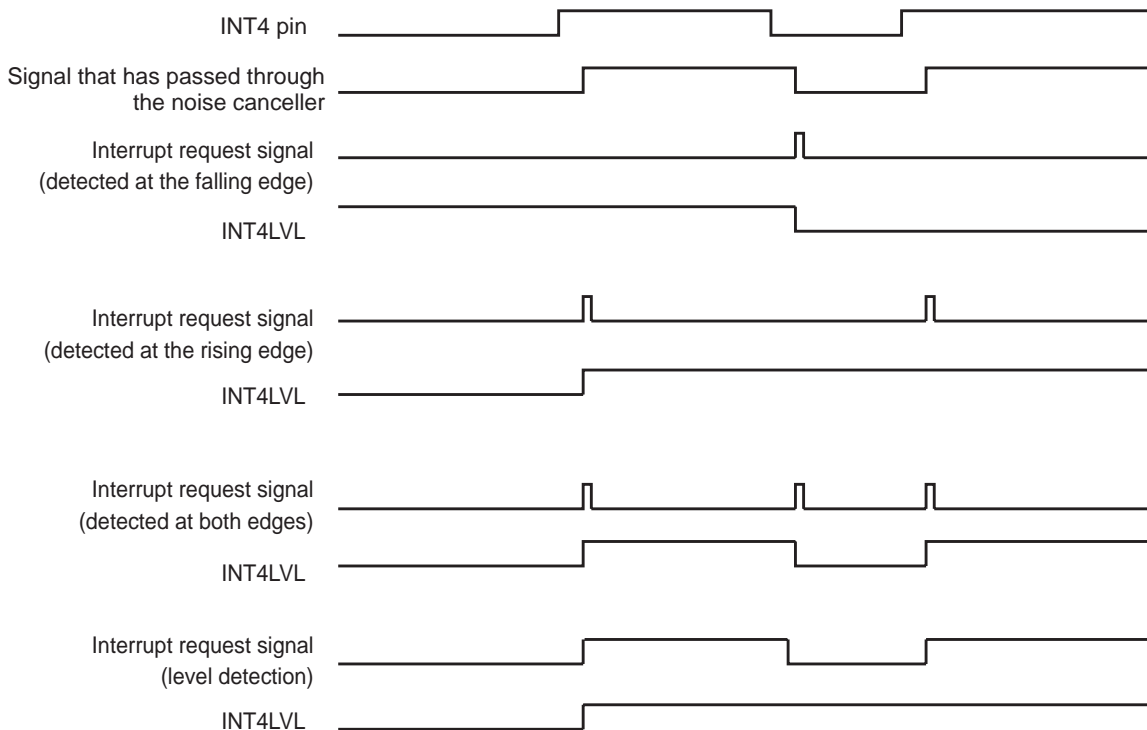 INT4 pin
Signal that has passed through
the noise canceller
Interrupt request signal
(detected at the falling edge)
INT4LVL
Interrupt request signal
(detected at the rising edge)
INT4LVL
Interrupt request signal
(detected at both edges)
INT4LVL
Interrupt request signal
(level detection)
INT4LVL